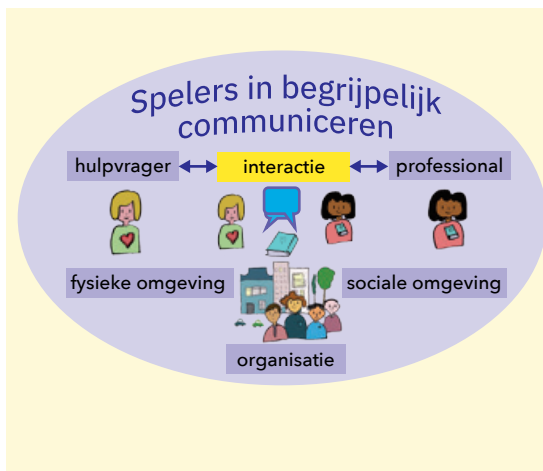 Spelers in begrijpelijk
communiceren
hulpvrager interactie professional
fysieke omgeving sociale omgeving
organisatie